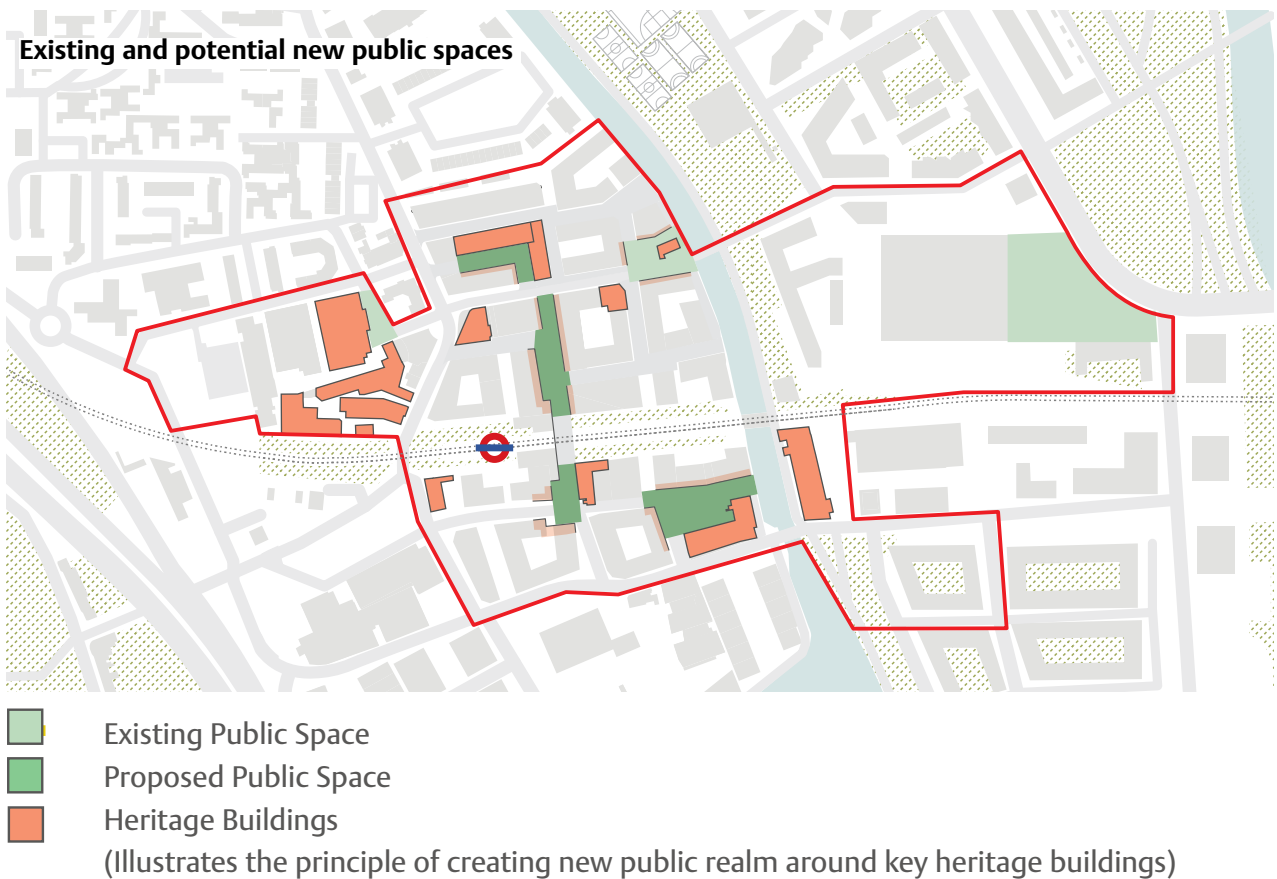 Existing and potential new public spaces
Existing Public Space
Proposed Public Space
Heritage Buildings
(Illustrates the principle of creating new public realm around key heritage buildings)